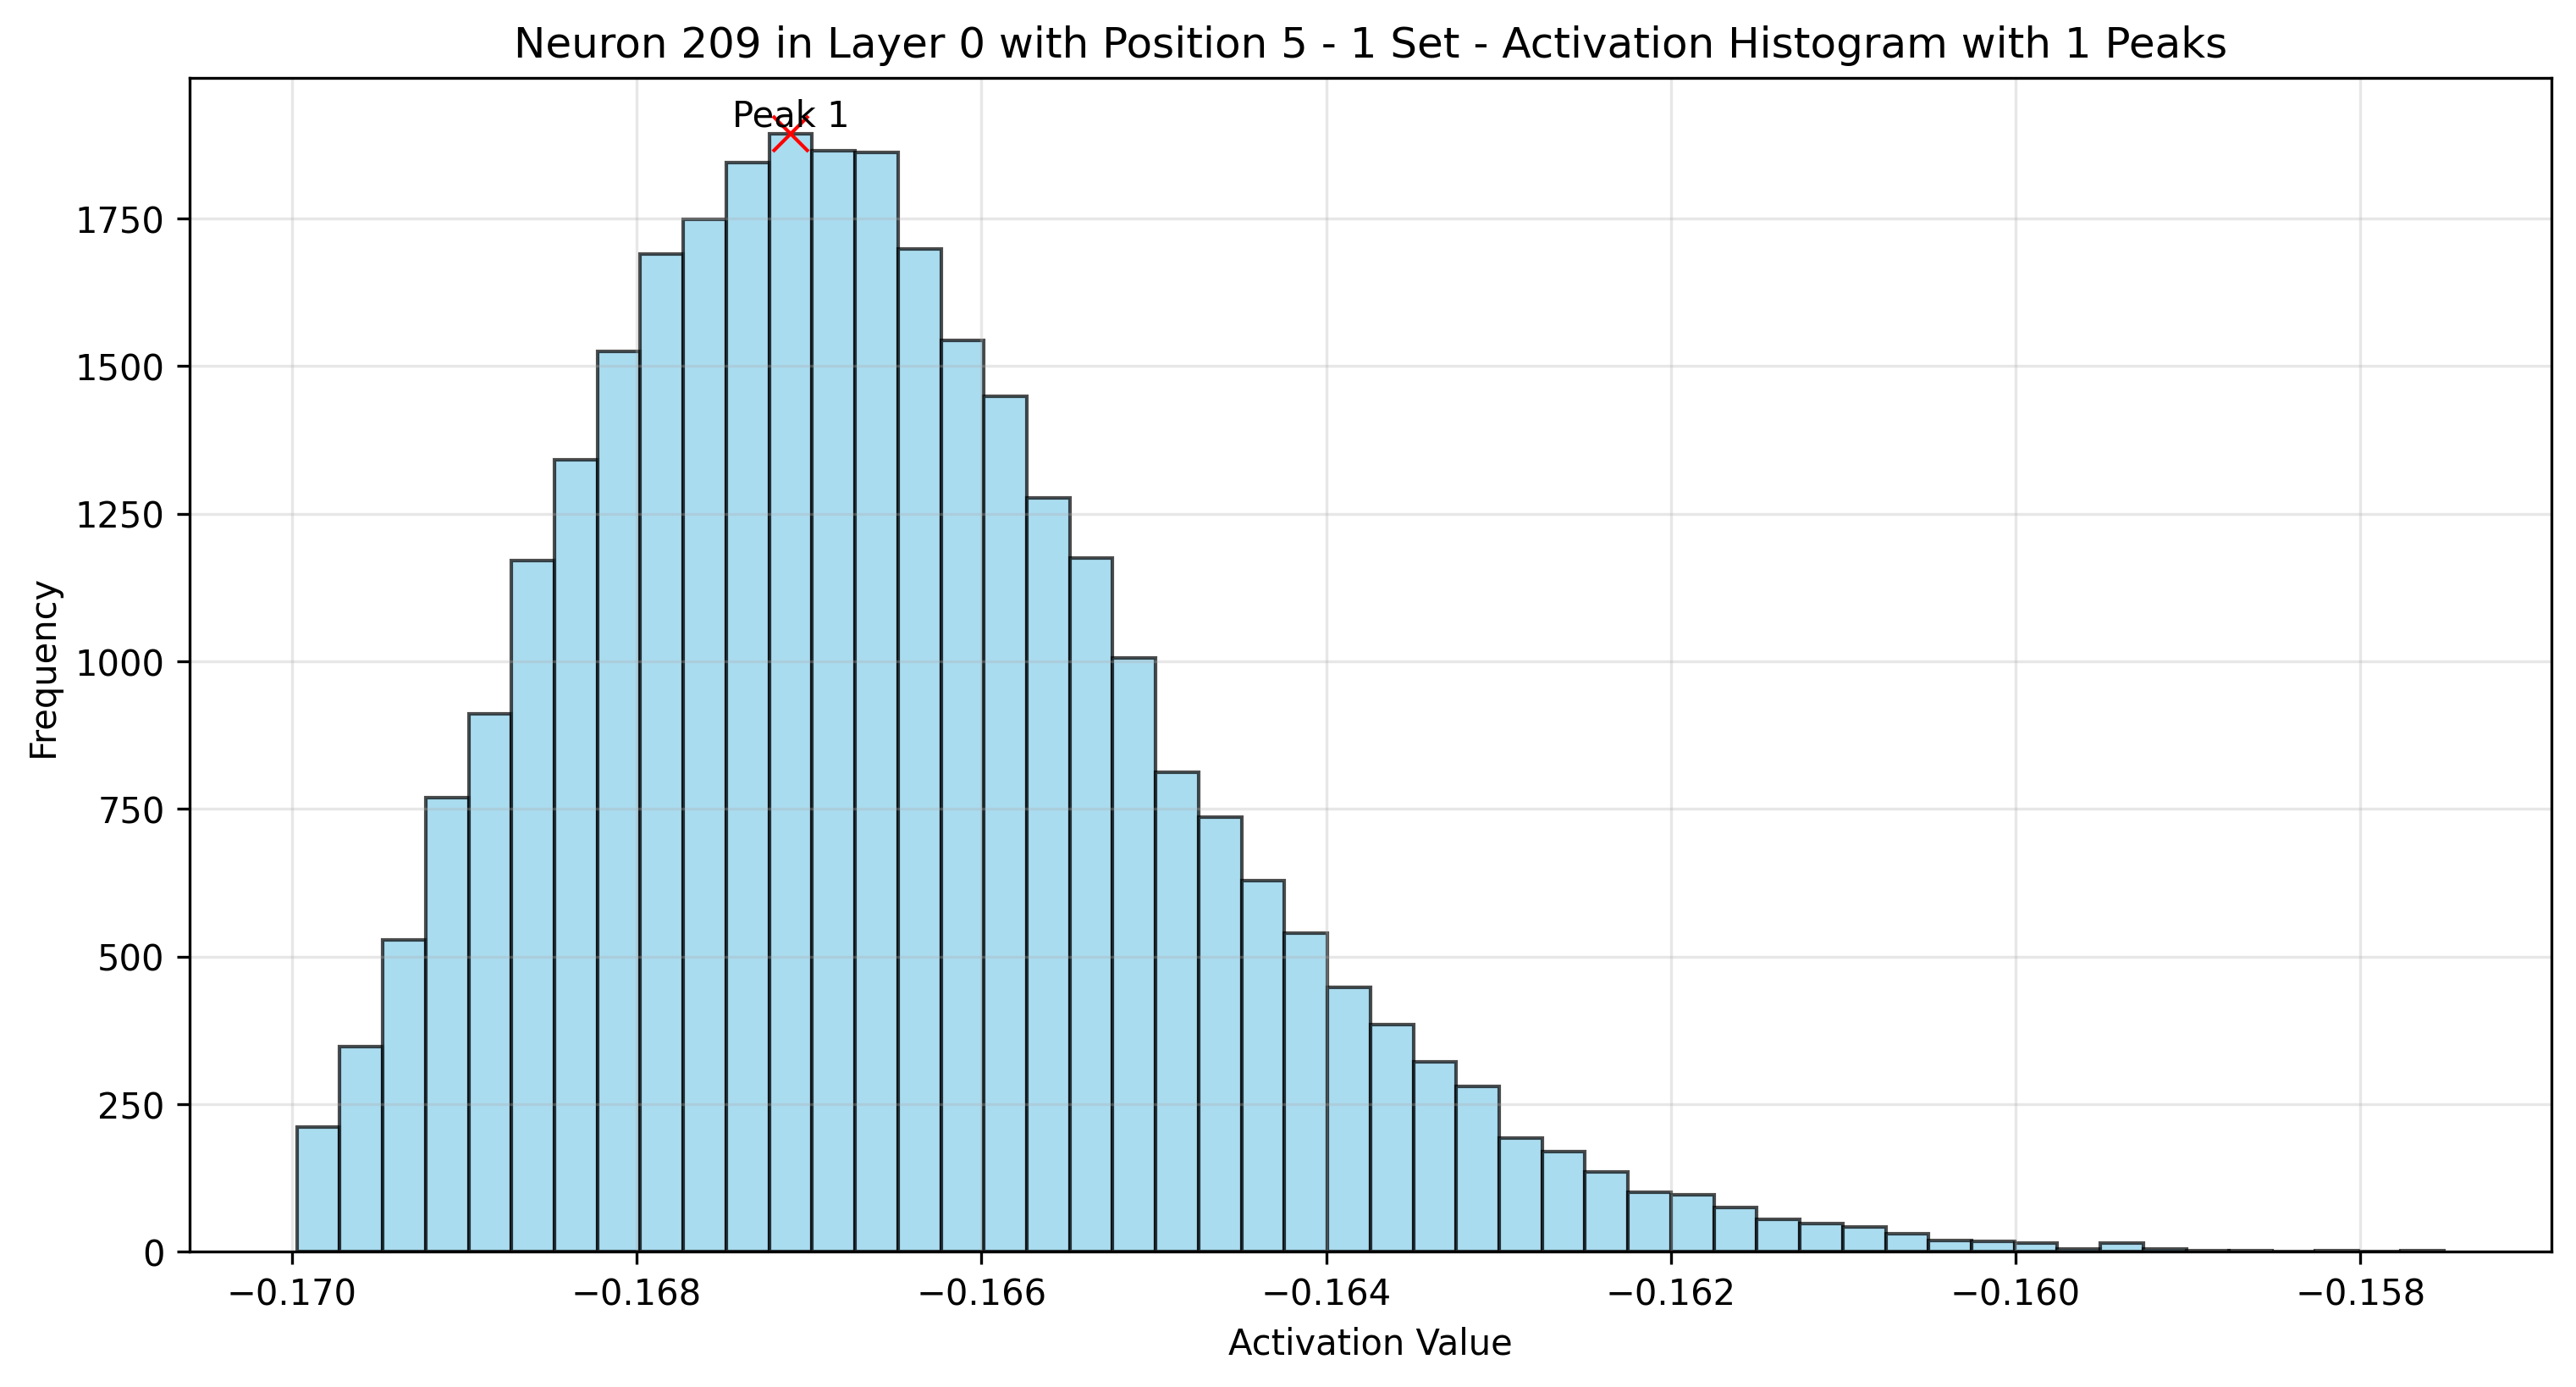 Neuron 209 in Layer 0 with Position 5 - 1 Set - Activation Histogram with 1 Peaks
Peak 1
1750
1500
1250
1000
750
500
250
0
Frequency
−0.170 −0.168 −0.166 −0.164 −0.162 −0.160 −0.158
Activation Value